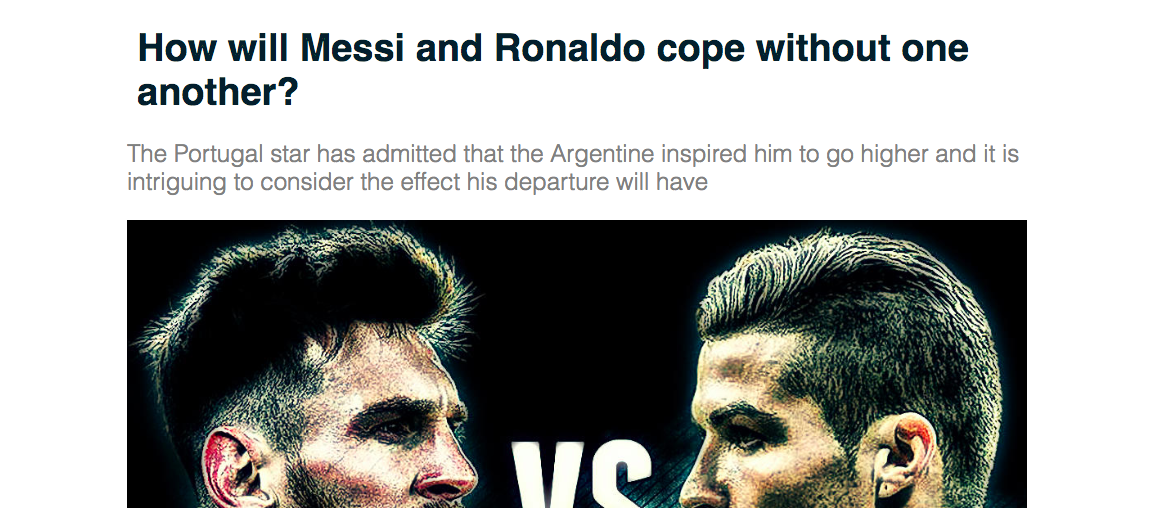 How will Messi and Ronaldo cope without one
another?
The Portugal star has admitted that the Argentine inspired him to go higher and it is
intriguing to consider the effect his departure will have
VS